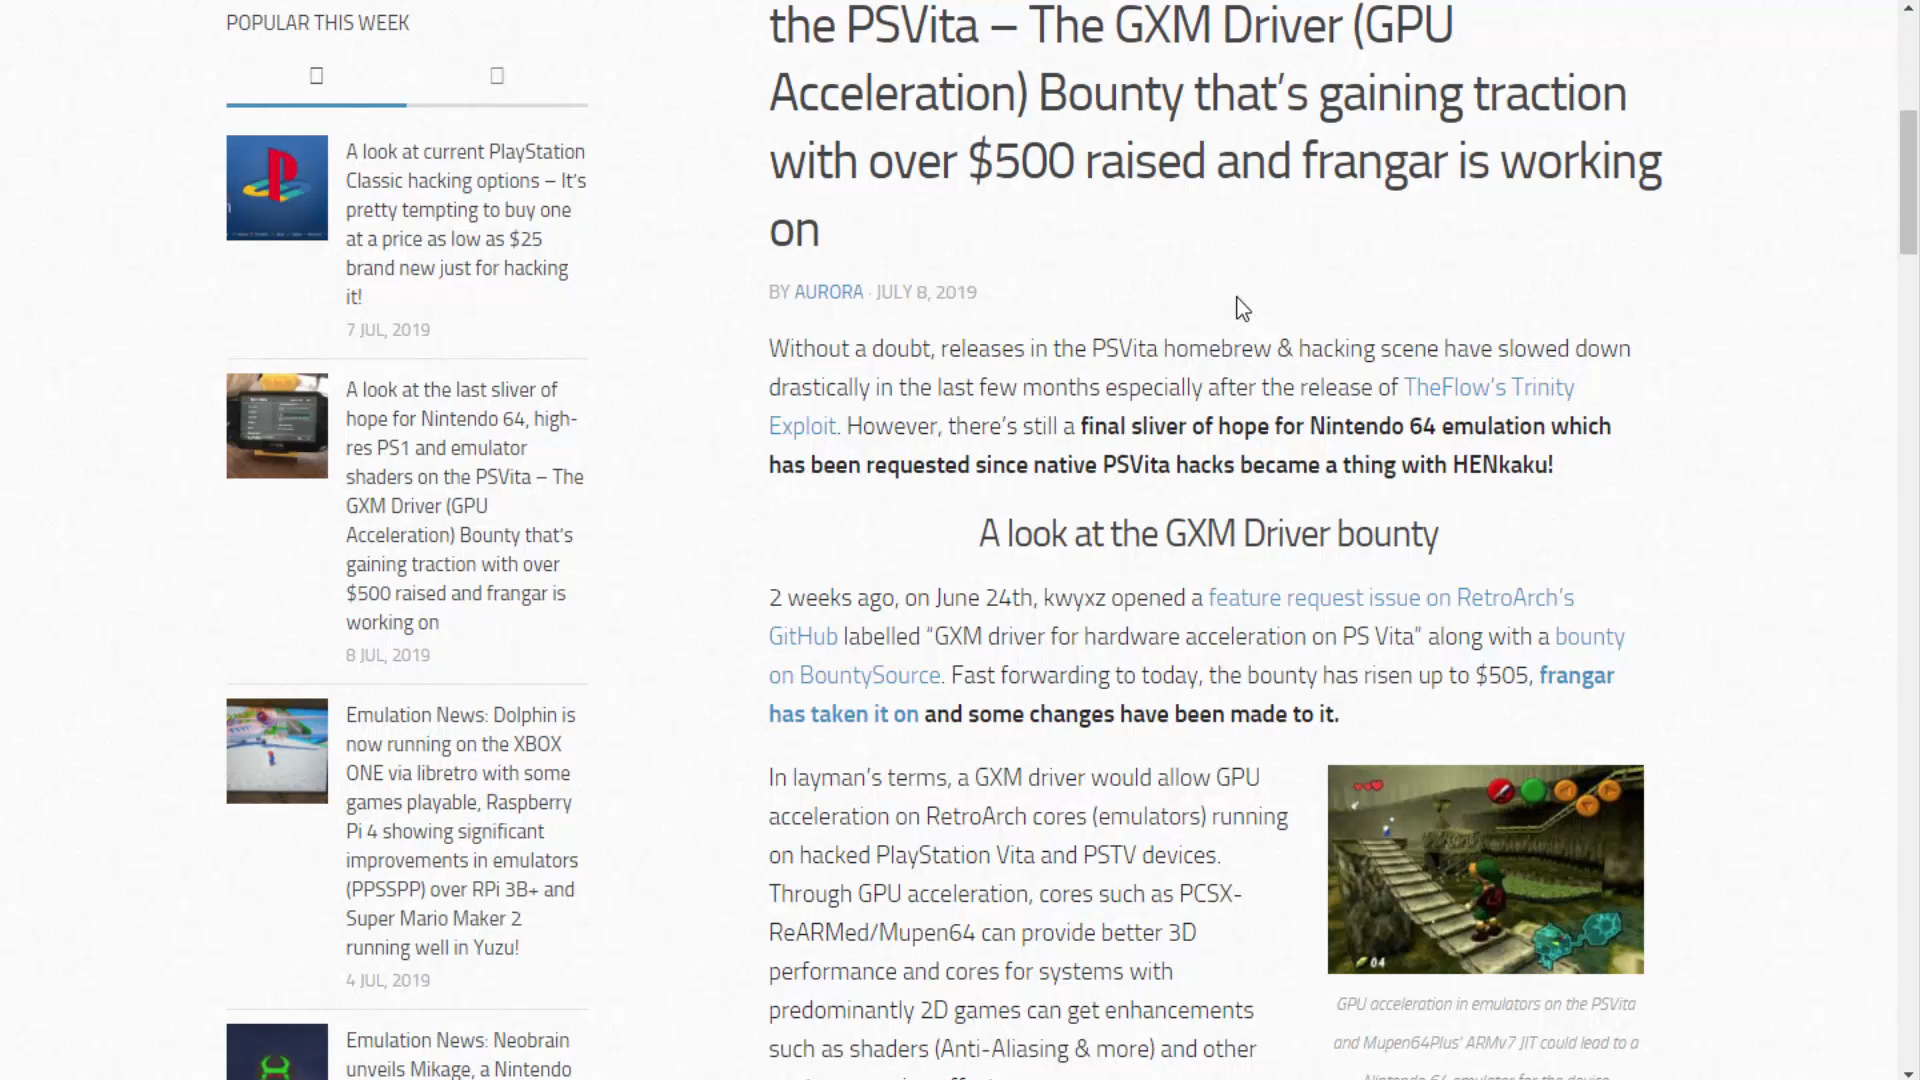 POPULAR THIS WEEK
A look at current PlayStation
Classic hacking options – It’s
pretty tempting to buy one
at a price as low as $25
brand new just for hacking
it!
7 JUL, 2019
A look at the last sliver of
hope for Nintendo 64, high-
res PS1 and emulator
shaders on the PSVita – The
GXM Driver (GPU
Acceleration) Bounty that’s
gaining traction with over
$500 raised and frangar is
working on
8 JUL, 2019
Emulation News: Dolphin is
now running on the XBOX
ONE via libretro with some
games playable, Raspberry
Pi 4 showing significant
improvements in emulators
(PPSSPP) over RPi 3B+ and
Super Mario Maker 2
running well in Yuzu!
4 JUL, 2019
Emulation News: Neobrain
unveils Mikage, a Nintendo
the PSVita – The GXM Driver (GPU
Acceleration) Bounty that’s gaining traction
with over $500 raised and frangar is working
on
BY AURORA · JULY 8, 2019
Without a doubt, releases in the PSVita homebrew & hacking scene have slowed down
drastically in the last few months especially after the release of TheFlow’s Trinity
Exploit. However, there’s still a final sliver of hope for Nintendo 64 emulation which
has been requested since native PSVita hacks became a thing with HENkaku!
A look at the GXM Driver bounty
2 weeks ago, on June 24th, kwyxz opened a feature request issue on RetroArch’s
GitHub labelled “GXM driver for hardware acceleration on PS Vita” along with a bounty
on BountySource. Fast forwarding to today, the bounty has risen up to $505, frangar
has taken it on and some changes have been made to it.
In layman’s terms, a GXM driver would allow GPU
acceleration on RetroArch cores (emulators) running
on hacked PlayStation Vita and PSTV devices.
Through GPU acceleration, cores such as PCSX-
ReARMed/Mupen64 can provide better 3D
performance and cores for systems with
predominantly 2D games can get enhancements
such as shaders (Anti-Aliasing & more) and other
04
GPU acceleration in emulators on the PSVita
and Mupen64Plus’ ARMv7 JIT could lead to a
Nintendo 64 emulator for the device